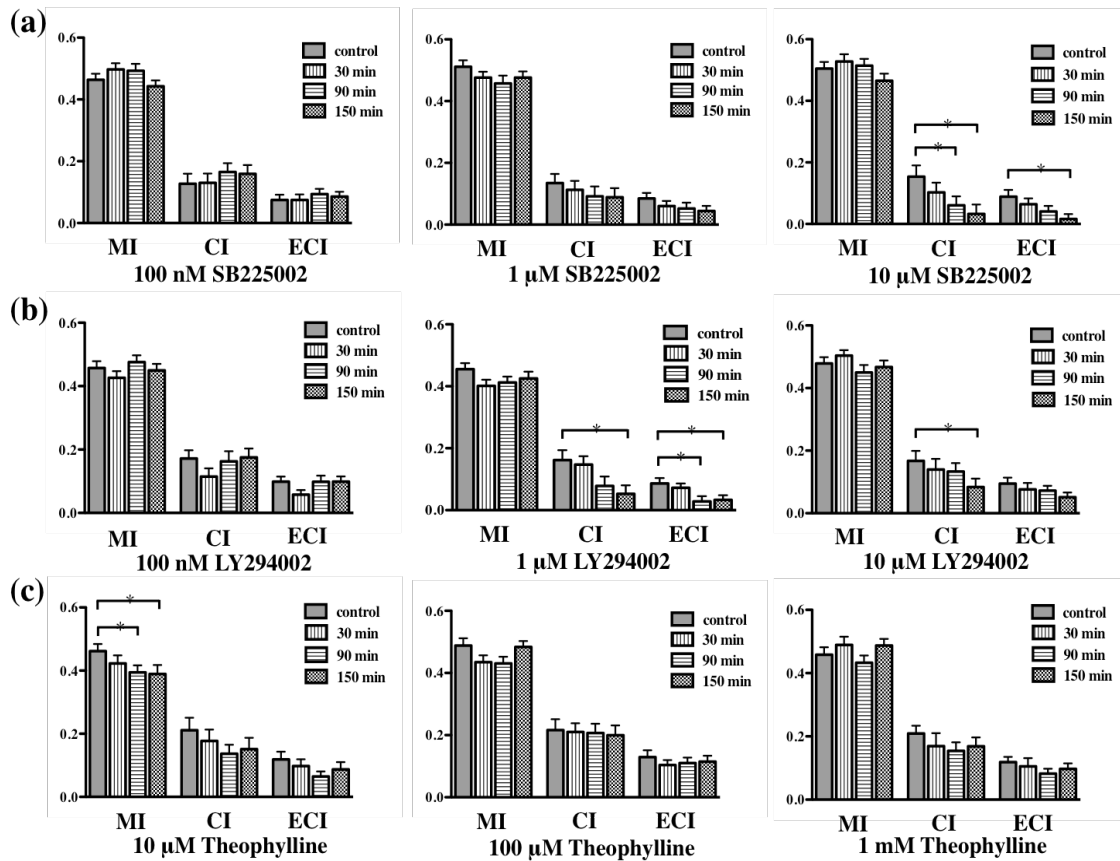 (a)
0.6
0.4
0.2
0.0
control
30 min
90 min
150 min
MI CI ECI
100 nM SB225002
0.6
0.4
0.2
0.0
control
30 min
90 min
150 min
MI CI ECI
1 μM SB225002
0.6
0.4
0.2
0.0
control
30 min
90 min
150 min
*
*
*
MI CI ECI
10 μM SB225002
(b)
0.6
0.4
0.2
0.0
control
30 min
90 min
150 min
MI CI ECI
100 nM LY294002
0.6
0.4
0.2
0.0
control
30 min
90 min
150 min
*
*
*
MI CI ECI
1 μM LY294002
0.6
0.4
0.2
0.0
control
30 min
90 min
150 min
*
MI CI ECI
10 μM LY294002
(c)
0.6
0.4
0.2
0.0
*
*
control
30 min
90 min
150 min
MI CI ECI
10 μM Theophylline
0.6
0.4
0.2
0.0
control
30 min
90 min
150 min
MI CI ECI
100 μM Theophylline
0.6
0.4
0.2
0.0
control
30 min
90 min
150 min
MI CI ECI
1 mM Theophylline